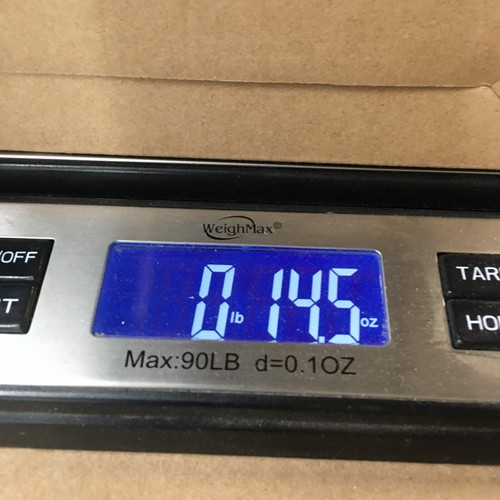 WeighMax®
/OFF
TAR
0 lb 14.5 oz
T
HO
Max:90LB d=0.1OZ